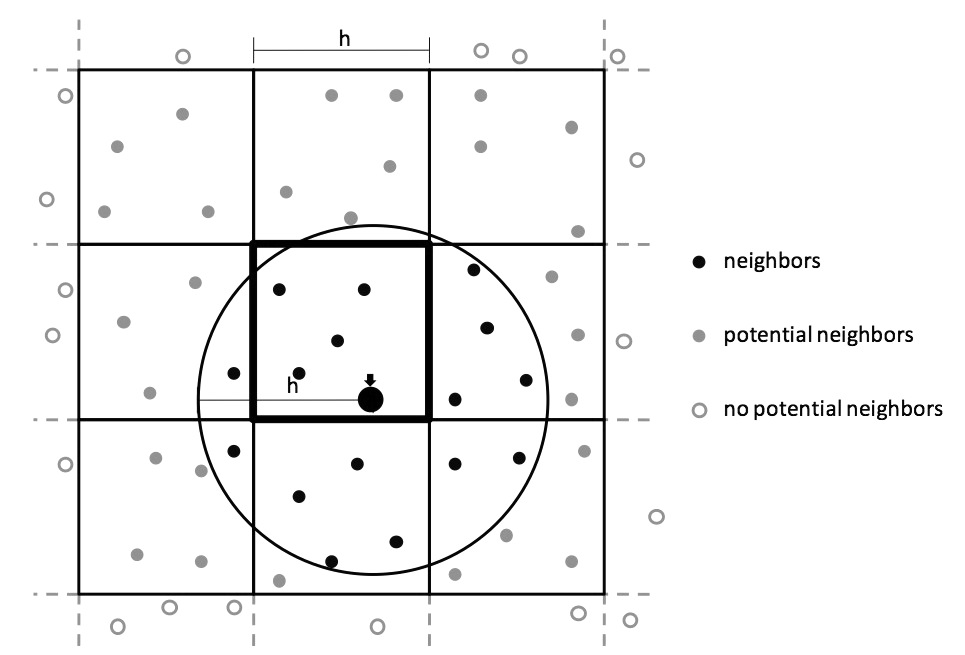 h
h
neighbors
potential neighbors
no potential neighbors